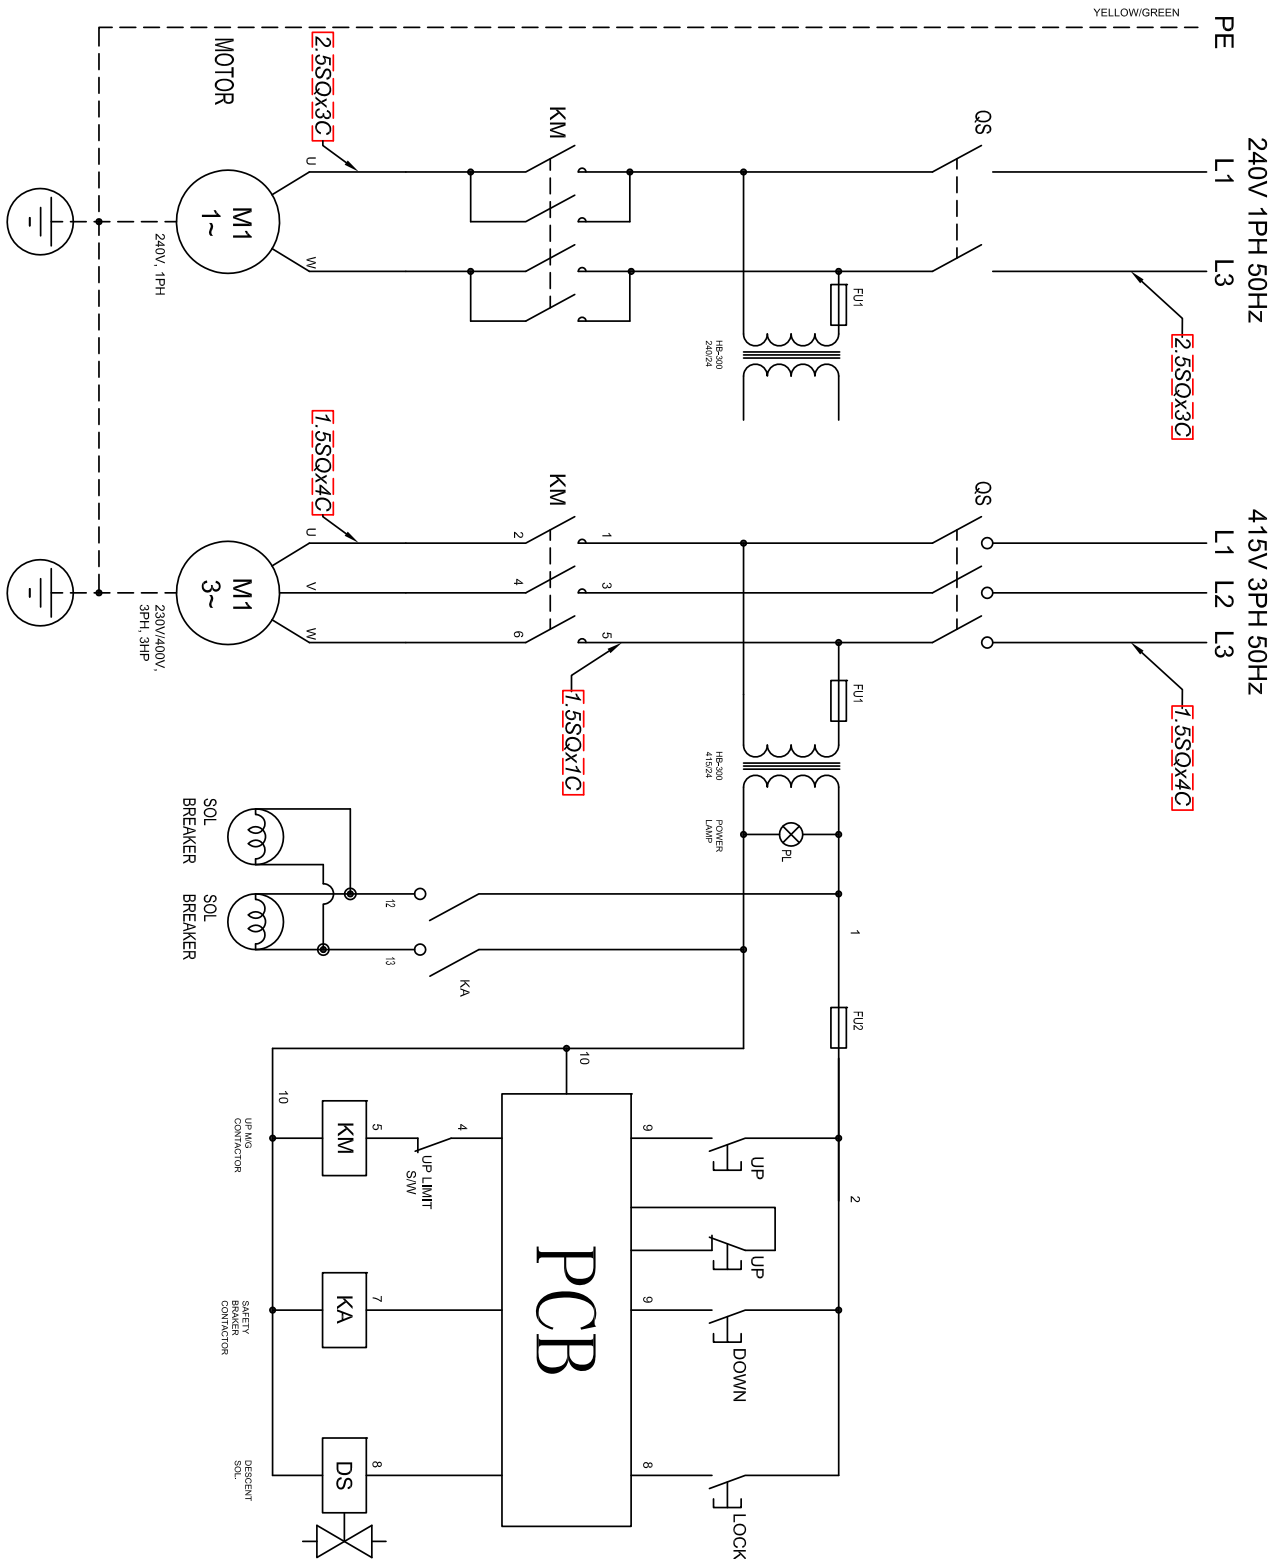 PE
YELLOW/GREEN
240V 1PH 50Hz
L1
L3
2.5SQx3C
QS
FU1
HB-300
240/24
KM
2.5SQx3C
U
W
MOTOR
M1
1~
240V, 1PH
415V 3PH 50Hz
L1
L2
L3
1.5SQx4C
QS
FU1
HB-300
415/24
KM
1
3
5
2
4
6
1.5SQx1C
1.5SQx4C
U
V
W
M1
3~
230V/400V,
3PH, 3HP
PL
POWER
LAMP
1
12
13
KA
SOL
BREAKER
SOL
BREAKER
FU2
2
10
10
UP
9
4
UP LIMIT
S/W
5
KM
UP M/G
CONTACTOR
UP
PCB
DOWN
9
7
KA
SAFETY
BRAKER
CONTACTOR
LOCK
8
8
DS
DESCENT
SOL.